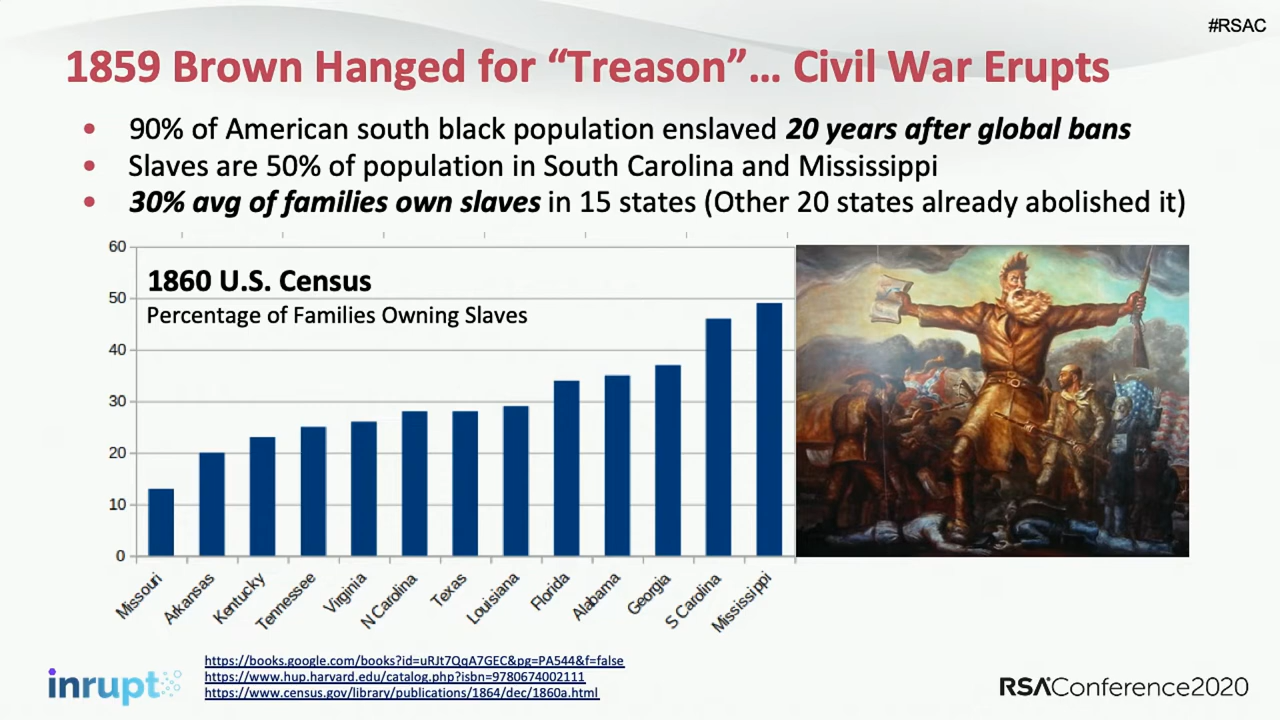 #RSAC
1859 Brown Hanged for “Treason”... Civil War Erupts
• 90% of American south black population enslaved 20 years after global bans
• Slaves are 50% of population in South Carolina and Mississippi
• 30% avg of families own slaves in 15 states (Other 20 states already abolished it)
1860 U.S. Census
Percentage of Families Owning Slaves
60
50
40
30
20
10
0
Missouri
Arkansas
Kentucky
Tennessee
Virginia
N Carolina
Texas
Louisiana
Florida
Alabama
Georgia
S Carolina
Mississippi
inrupt
https://books.google.com/books?id=uRJt7QqA7GEC&pg=PA544&f=false
https://www.hup.harvard.edu/catalog.php?isbn=9780674002111
https://www.census.gov/library/publications/1864/dec/1860a.html
RSAConference2020